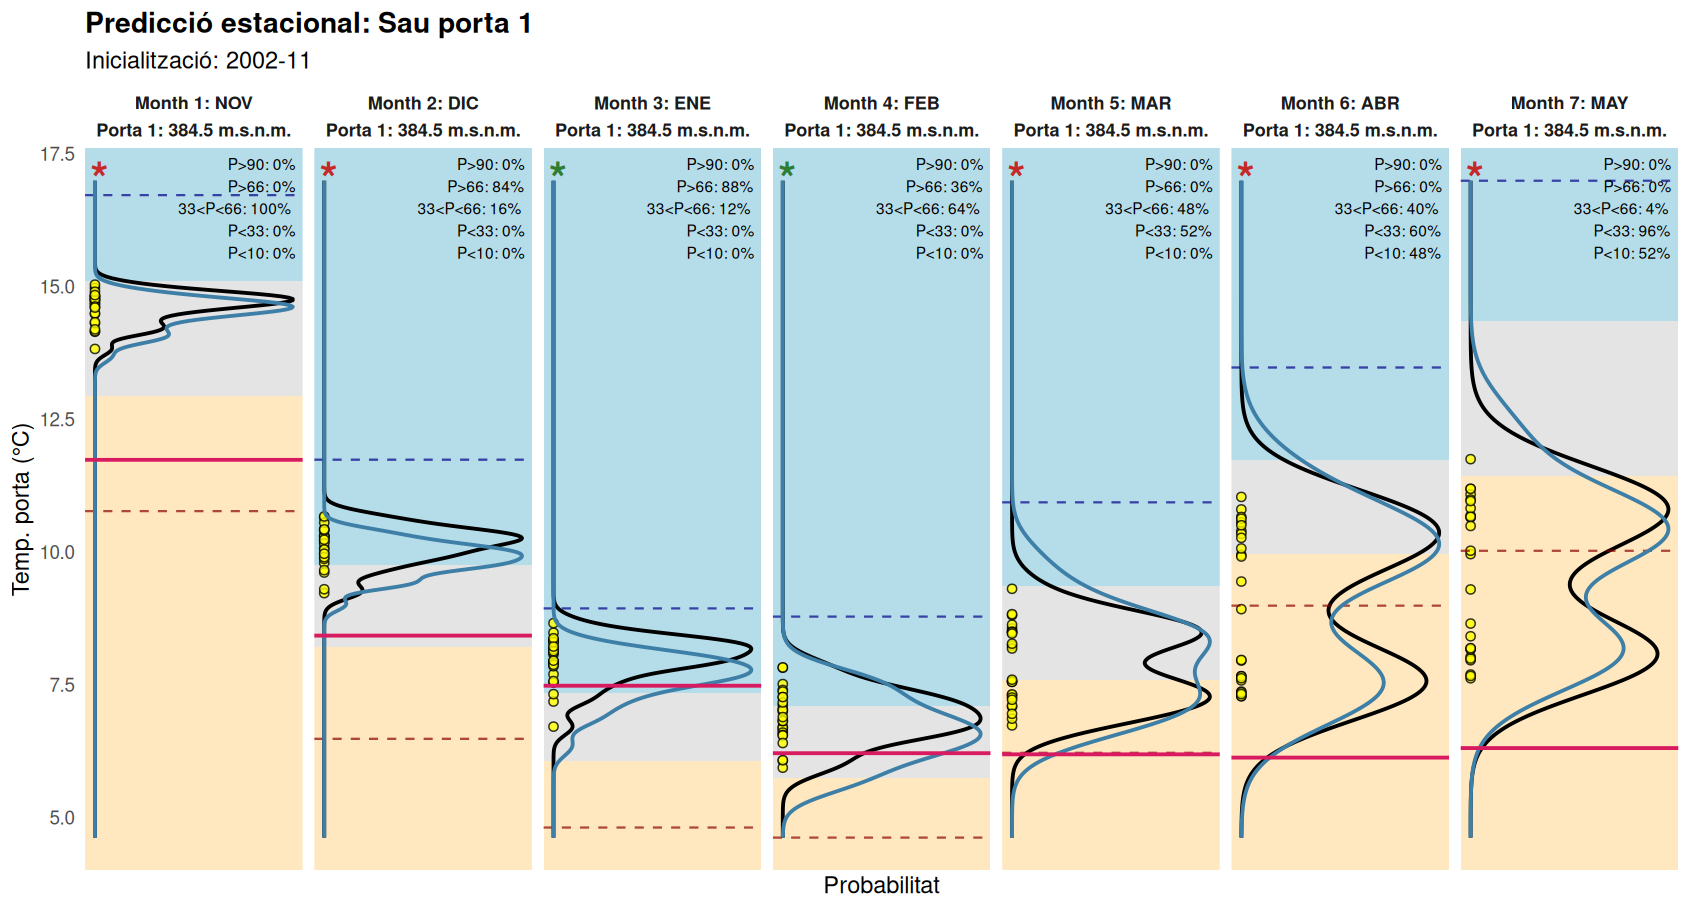 Predicció estacional: Sau porta 1
Inicialització: 2002-11
Month 1: NOV
Porta 1: 384.5 m.s.n.m.
Month 2: DIC
Porta 1: 384.5 m.s.n.m.
Month 3: ENE
Porta 1: 384.5 m.s.n.m.
Month 4: FEB
Porta 1: 384.5 m.s.n.m.
Month 5: MAR
Porta 1: 384.5 m.s.n.m.
Month 6: ABR
Porta 1: 384.5 m.s.n.m.
Month 7: MAY
Porta 1: 384.5 m.s.n.m.
Temp. porta (°C)
17.5
15.0
12.5
10.0
7.5
5.0
*
P>90: 0%
P>66: 0%
33<P<66: 100%
P<33: 0%
P<10: 0%
*
P>90: 0%
P>66: 84%
33<P<66: 16%
P<33: 0%
P<10: 0%
*
P>90: 0%
P>66: 88%
33<P<66: 12%
P<33: 0%
P<10: 0%
*
P>90: 0%
P>66: 36%
33<P<66: 64%
P<33: 0%
P<10: 0%
*
P>90: 0%
P>66: 0%
33<P<66: 48%
P<33: 52%
P<10: 0%
*
P>90: 0%
P>66: 0%
33<P<66: 40%
P<33: 60%
P<10: 48%
*
P>90: 0%
P>66: 0%
33<P<66: 4%
P<33: 96%
P<10: 52%
Probabilitat